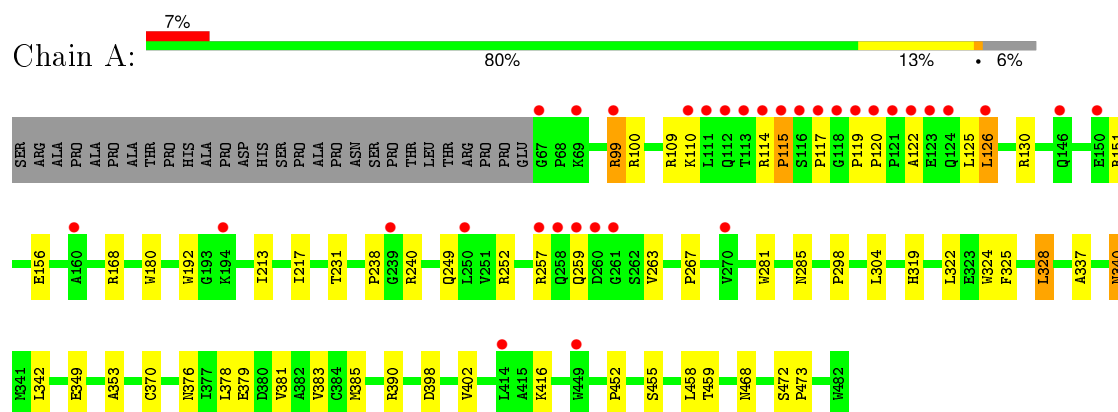 7%
Chain A:
80% 13% • 6%
SER ARG ALA PRO ALA PRO ALA THR PRO HIS ALA PRO ASP HIS SER PRO ALA PRO ASN SER PRO THR LEU THR ARG PRO PRO GLU G67 P68 K69 R99 R100 R109 K110 L111 Q112 T113 R114 P115 S116 P117 G118 P119 P120 P121 A122 E123 Q124 L125 L126 R130 Q146 E150 R151
E156 A160 R168 W180 W192 G193 K194 I213 I217 T231 P238 G239 R240 Q249 L250 V251 R252 R257 Q258 Q259 D260 G261 S262 V263 P267 V270 W281 N285 P298 L304 H319 L322 E323 W324 F325 L328 A337 N340
M341 L342 E349 A353 C370 N376 I377 L378 E379 D380 V381 A382 V383 C384 M385 R390 D398 V402 L414 A415 K416 W449 P452 S455 L458 T459 N468 S472 P473 W482